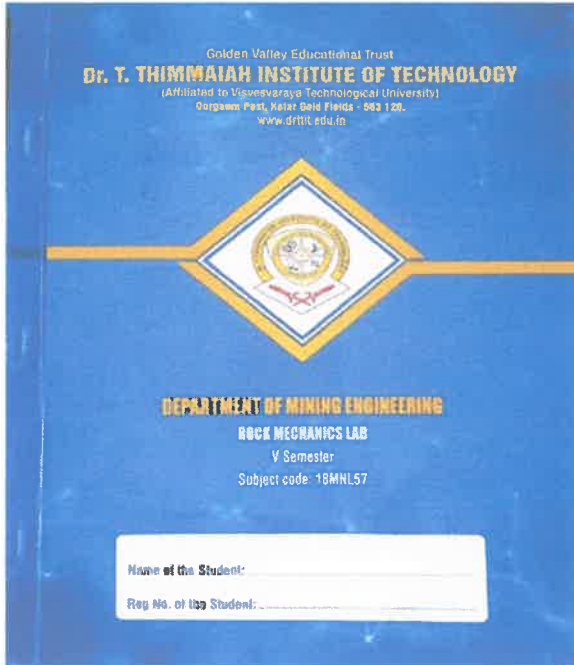 Golden Valley Educational Trust
Dr. T. THIMMAIAH INSTITUTE OF TECHNOLOGY
(Affiliated to Visvesvaraya Technological University)
Oorgaum Post, Kolar Gold Fields - 563 120.
www.drttit.edu.in
DEPARTMENT OF MINING ENGINEERING
ROCK MECHANICS LAB
V Semester
Subject code: 18MNL57
Name of the Student:
Reg No. of the Student: